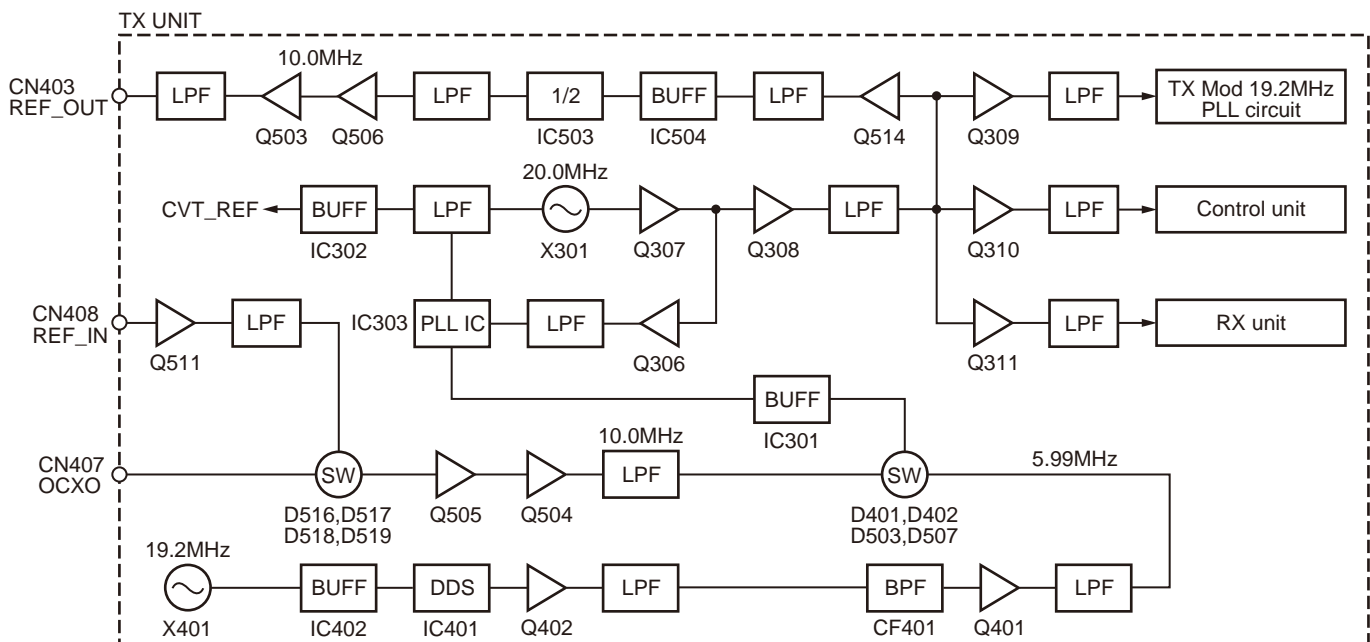 TX UNIT
CN403
REF_OUT
LPF
10.0MHz
Q503
Q506
LPF
1/2
IC503
BUFF
IC504
LPF
Q514
Q309
LPF
TX Mod 19.2MHz
PLL circuit
CVT_REF
BUFF
IC302
LPF
20.0MHz
X301
Q307
Q308
LPF
Q310
LPF
Control unit
CN408
REF_IN
Q511
LPF
IC303
PLL IC
LPF
Q306
Q311
LPF
RX unit
BUFF
IC301
CN407
OCXO
SW
D516,D517
D518,D519
Q505
Q504
10.0MHz
LPF
SW
D401,D402
D503,D507
5.99MHz
19.2MHz
X401
BUFF
IC402
DDS
IC401
Q402
LPF
BPF
CF401
Q401
LPF